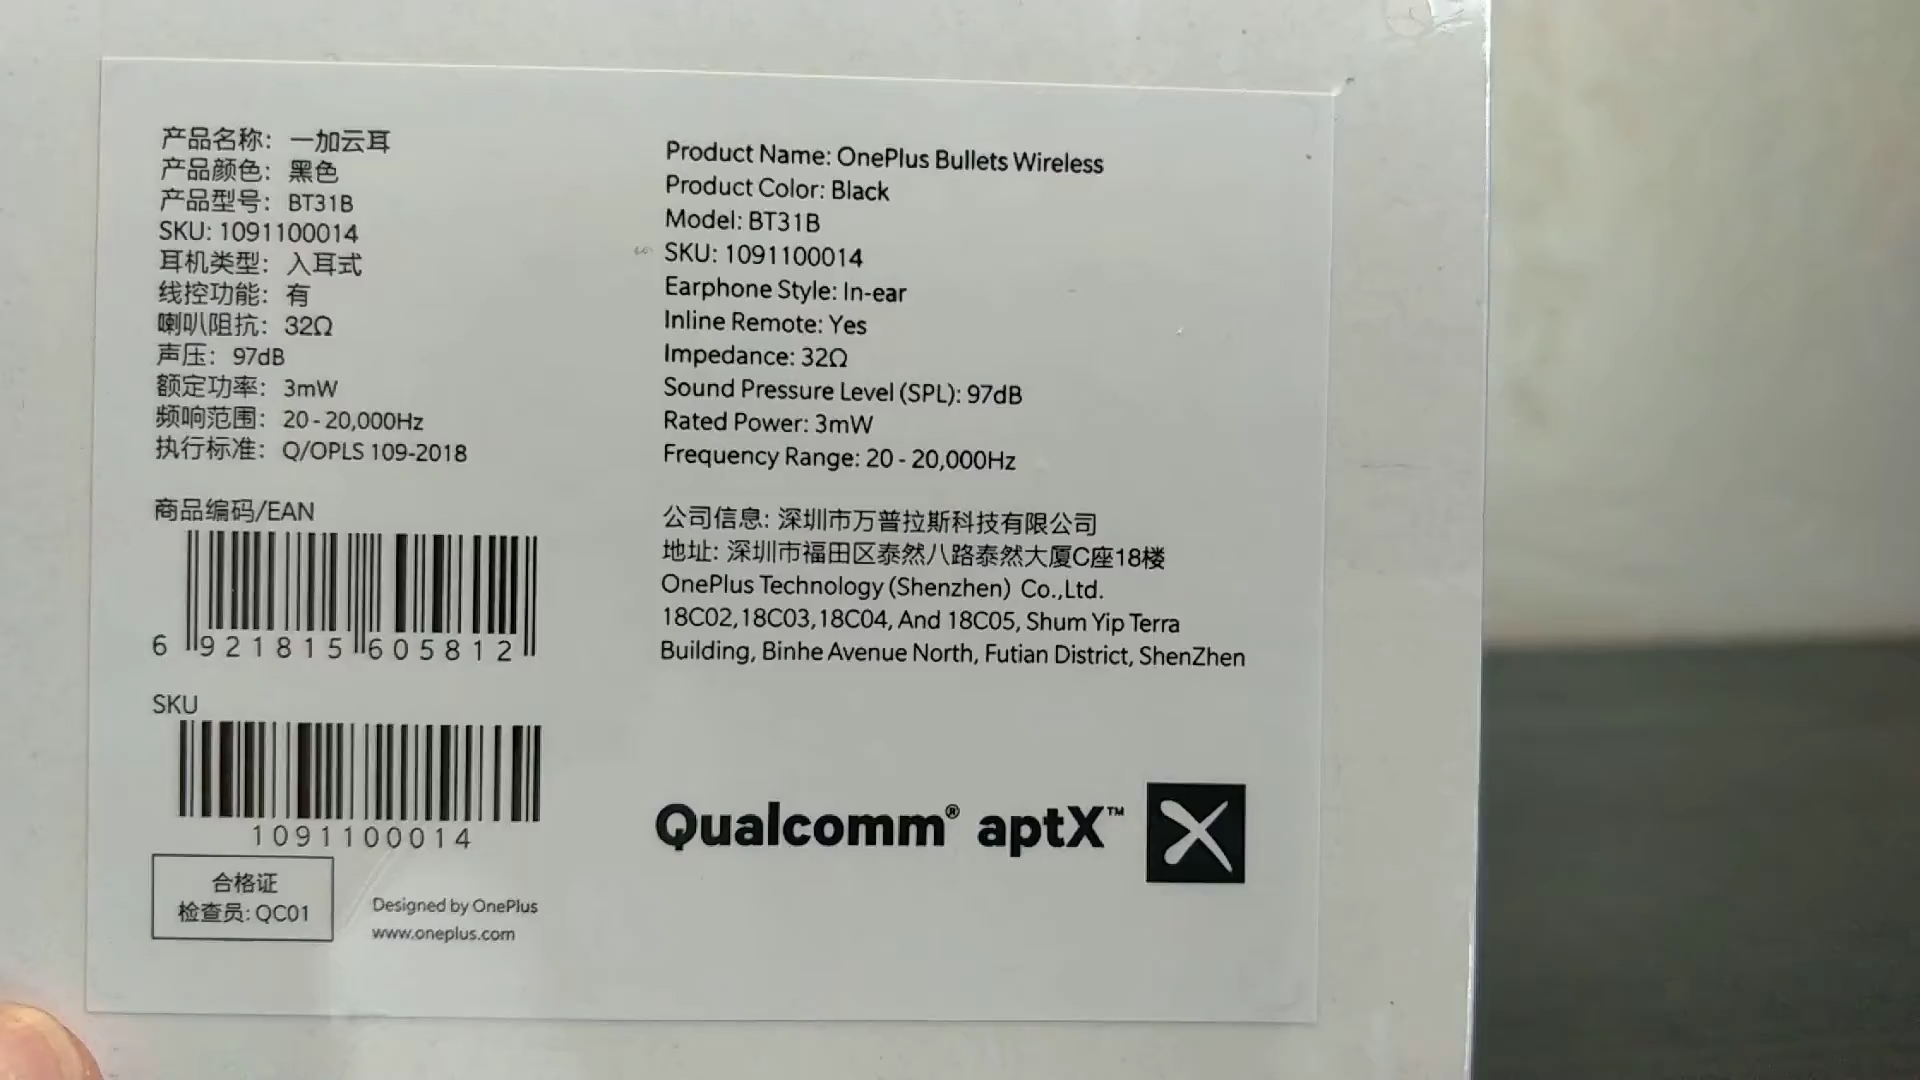 产品名称： 一加云耳
产品颜色： 黑色
产品型号： BT31B
SKU: 1091100014
耳机类型： 入耳式
线控功能： 有
喇叭阻抗： 32Ω
声压： 97dB
额定功率： 3mW
频响范围： 20 - 20,000Hz
执行标准： Q/OPLS 109-2018
商品编码/EAN
6 921815 605812
SKU
1091100014
合格证
检查员: QC01
Designed by OnePlus
www.oneplus.com
Product Name: OnePlus Bullets Wireless
Product Color: Black
Model: BT31B
SKU: 1091100014
Earphone Style: In-ear
Inline Remote: Yes
Impedance: 32Ω
Sound Pressure Level (SPL): 97dB
Rated Power: 3mW
Frequency Range: 20 - 20,000Hz
公司信息: 深圳市万普拉斯科技有限公司
地址: 深圳市福田区泰然八路泰然大厦C座18楼
OnePlus Technology (Shenzhen) Co.,Ltd.
18C02,18C03,18C04, And 18C05, Shum Yip Terra
Building, Binhe Avenue North, Futian District, ShenZhen
Qualcomm® aptX™